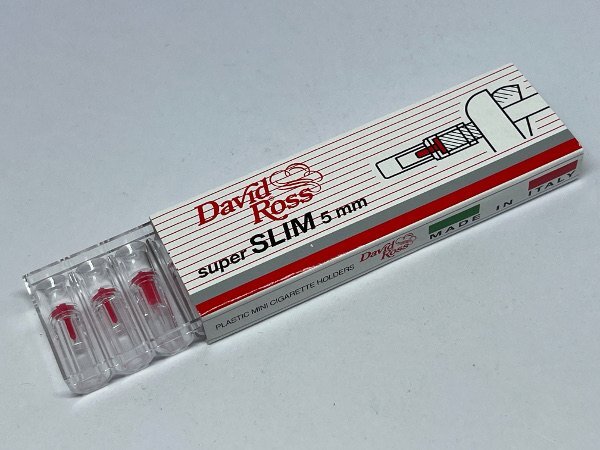 David
Ross
super SLIM 5 mm
PLASTIC MINI CIGARETTE HOLDERS
David
Ross
MADE IN ITALY